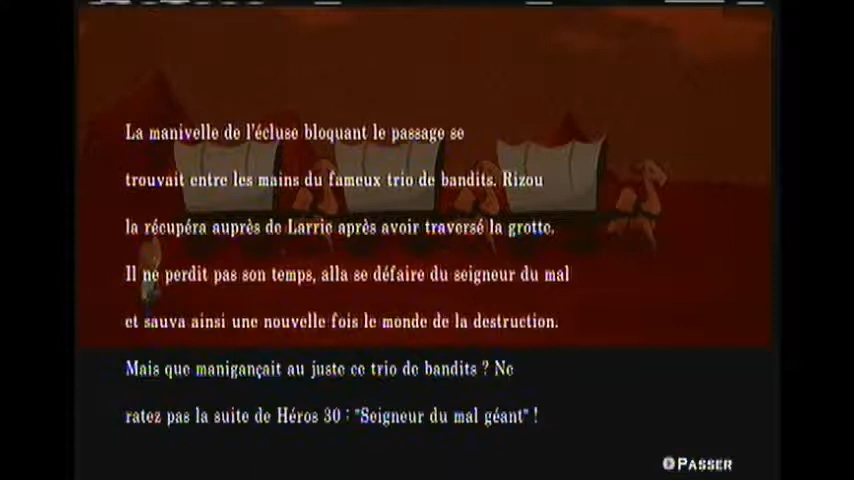 La manivelle de l'écluse bloquant le passage se
trouvait entre les mains du fameux trio de bandits. Rizou
la récupéra auprès de Larric après avoir traversé la grotte.
Il ne perdit pas son temps, alla se défaire du seigneur du mal
et sauva ainsi une nouvelle fois le monde de la destruction.
Mais que manigançait au juste ce trio de bandits ? Ne
ratez pas la suite de Héros 30 : "Seigneur du mal géant" !
PASSER